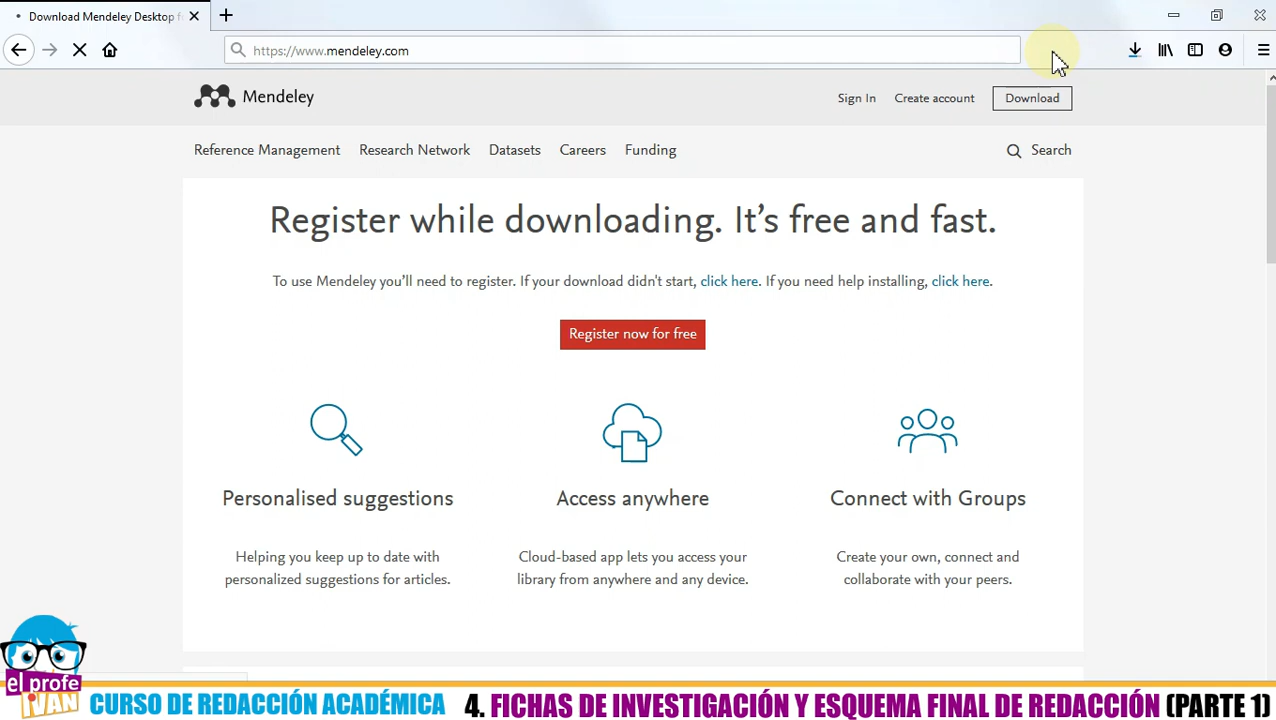 Download Mendeley Desktop f
https://www.mendeley.com
Mendeley
Sign In
Create account
Download
Reference Management
Research Network
Datasets
Careers
Funding
Search
Register while downloading. It's free and fast.
To use Mendeley you'll need to register. If your download didn't start, click here. If you need help installing, click here.
Register now for free
Personalised suggestions
Access anywhere
Connect with Groups
Helping you keep up to date with
personalized suggestions for articles.
Cloud-based app lets you access your
library from anywhere and any device.
Create your own, connect and
collaborate with your peers.
el profe
iVAN
CURSO DE REDACCIÓN ACADÉMICA
4. FICHAS DE INVESTIGACIÓN Y ESQUEMA FINAL DE REDACCIÓN (PARTE 1)